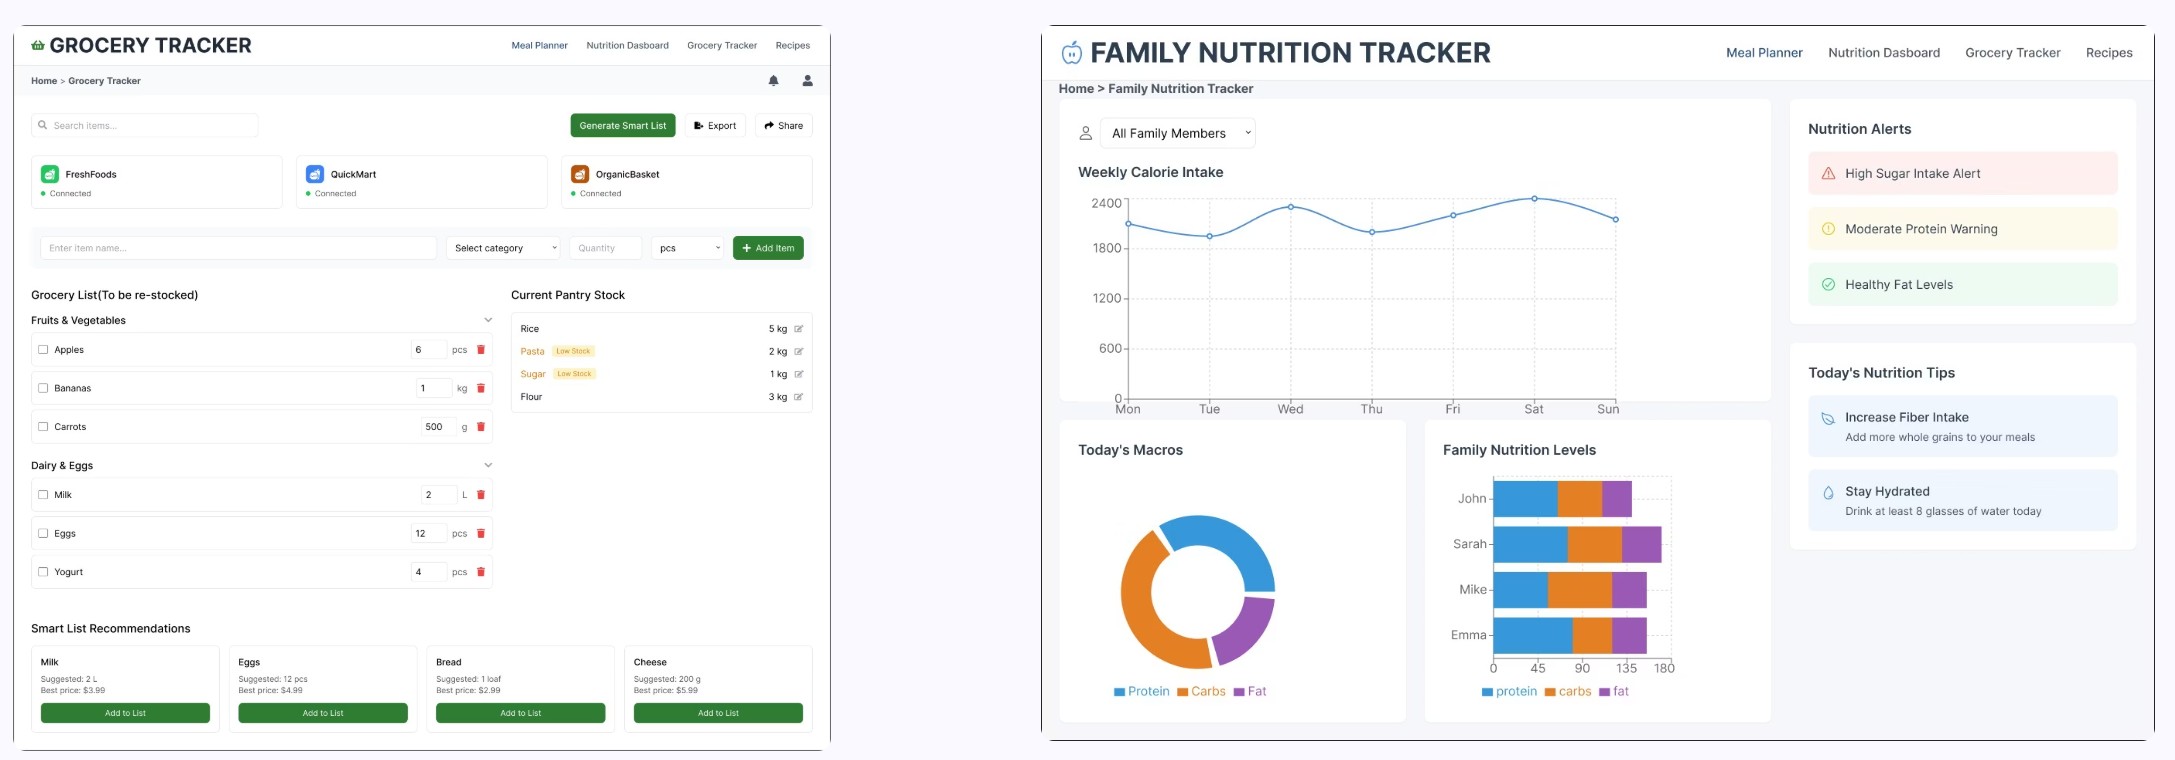 GROCERY TRACKER
Meal Planner Nutrition Dasboard Grocery Tracker Recipes
Home > Grocery Tracker
Search items...
Generate Smart List Export Share
FreshFoods
Connected
QuickMart
Connected
OrganicBasket
Connected
Enter item name... Select category Quantity pcs + Add Item
Grocery List(To be re-stocked)
Fruits & Vegetables
Apples 6 pcs
Bananas 1 kg
Carrots 500 g
Dairy & Eggs
Milk 2 L
Eggs 12 pcs
Yogurt 4 pcs
Current Pantry Stock
Rice 5 kg
Pasta Low Stock 2 kg
Sugar Low Stock 1 kg
Flour 3 kg
Smart List Recommendations
Milk
Suggested: 2 L
Best price: $3.99
Add to List
Eggs
Suggested: 12 pcs
Best price: $4.99
Add to List
Bread
Suggested: 1 loaf
Best price: $2.99
Add to List
Cheese
Suggested: 200 g
Best price: $5.99
Add to List
FAMILY NUTRITION TRACKER
Meal Planner Nutrition Dasboard Grocery Tracker Recipes
Home > Family Nutrition Tracker
All Family Members
Weekly Calorie Intake
2400
1800
1200
600
0
Mon Tue Wed Thu Fri Sat Sun
Today's Macros
Protein Carbs Fat
Family Nutrition Levels
John
Sarah
Mike
Emma
0 45 90 135 180
protein carbs fat
Nutrition Alerts
High Sugar Intake Alert
Moderate Protein Warning
Healthy Fat Levels
Today's Nutrition Tips
Increase Fiber Intake
Add more whole grains to your meals
Stay Hydrated
Drink at least 8 glasses of water today